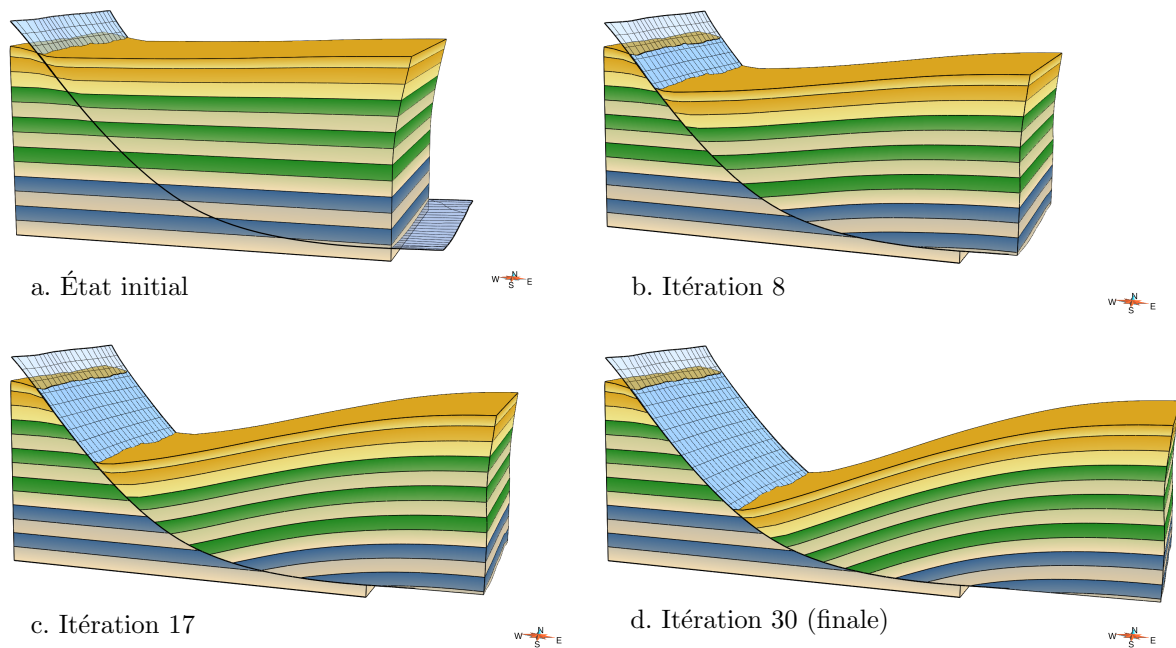 a. État initial
N
W E
S
b. Itération 8
N
W E
S
c. Itération 17
N
W E
S
d. Itération 30 (finale)
N
W E
S